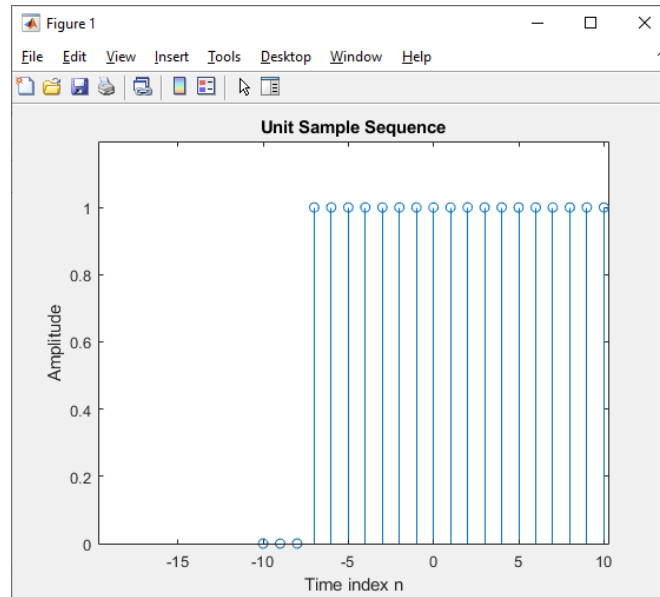 Figure 1
File Edit View Insert Tools Desktop Window Help
Unit Sample Sequence
1
0.8
0.6
0.4
0.2
0
Amplitude
-15 -10 -5 0 5 10
Time index n